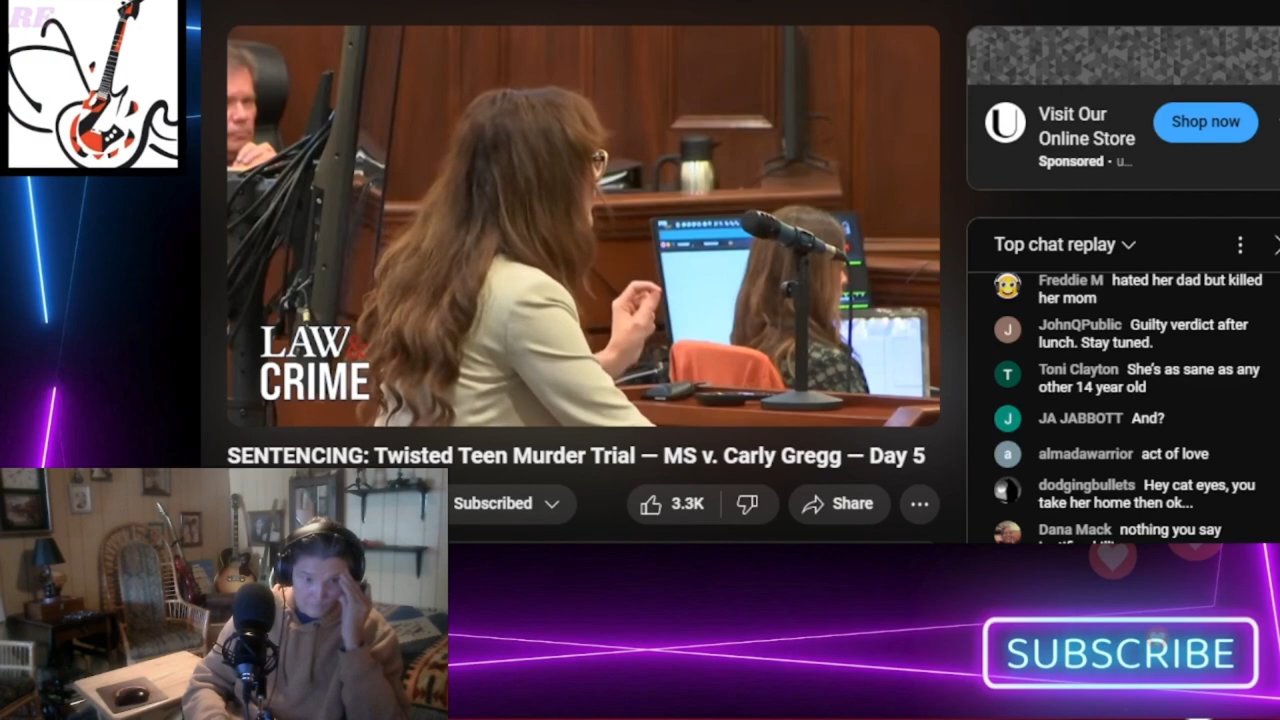 RE
LAW&
CRIME
SENTENCING: Twisted Teen Murder Trial — MS v. Carly Gregg — Day 5
Subscribed
3.3K
Share
Visit Our
Online Store
Sponsored · u...
Shop now
Top chat replay
Freddie M hated her dad but killed
her mom
J
JohnQPublic Guilty verdict after
lunch. Stay tuned.
T
Toni Clayton She's as sane as any
other 14 year old
J
JA JABBOTT And?
a
almadawarrior act of love
dodgingbullets Hey cat eyes, you
take her home then ok...
Dana Mack nothing you say
SUBSCRIBE